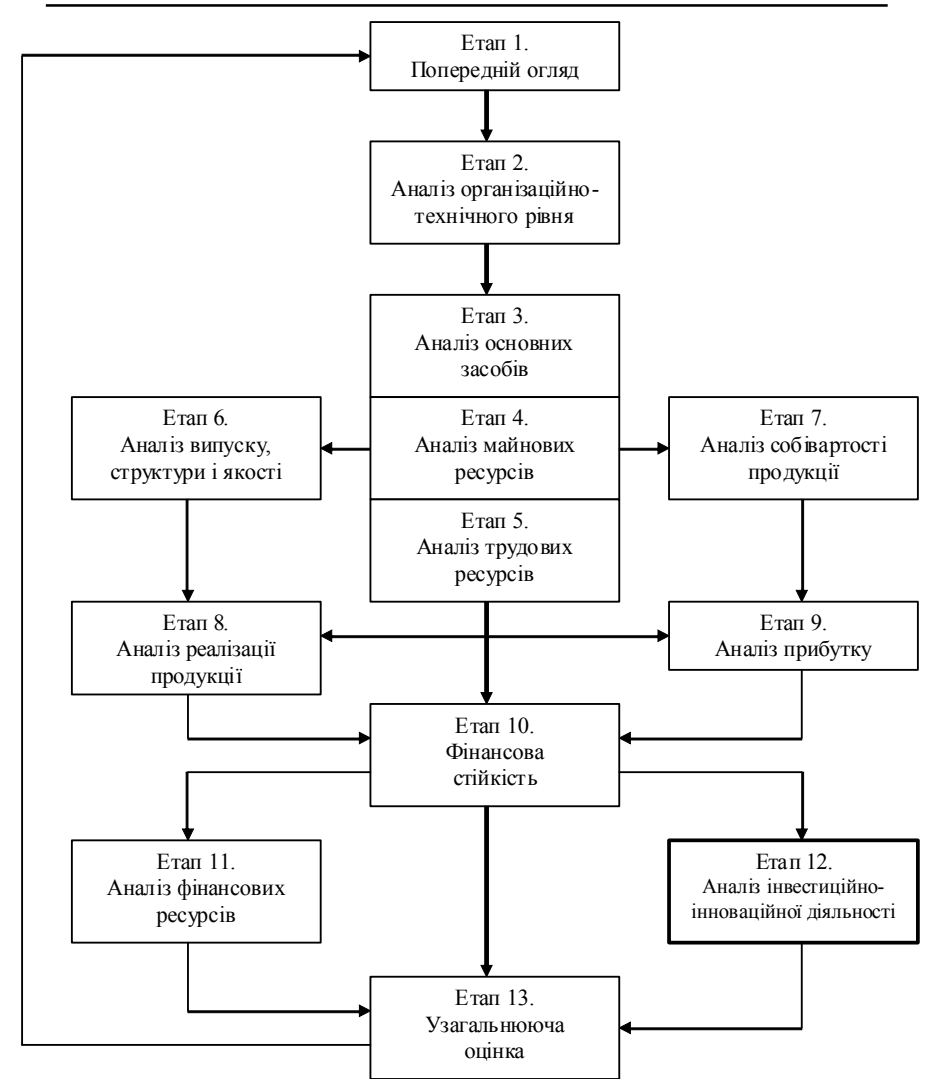 Етап 1.
Попередній огляд
Етап 2.
Аналіз організаційно-
технічного рівня
Етап 3.
Аналіз основних
засобів
Етап 6.
Аналіз випуску,
структури і якості
Етап 4.
Аналіз майнових
ресурсів
Етап 7.
Аналіз собівартості
продукції
Етап 5.
Аналіз трудових
ресурсів
Етап 8.
Аналіз реалізації
продукції
Етап 9.
Аналіз прибутку
Етап 10.
Фінансова
стійкість
Етап 11.
Аналіз фінансових
ресурсів
Етап 12.
Аналіз інвестиційно-
інноваційної діяльності
Етап 13.
Узагальнююча
оцінка